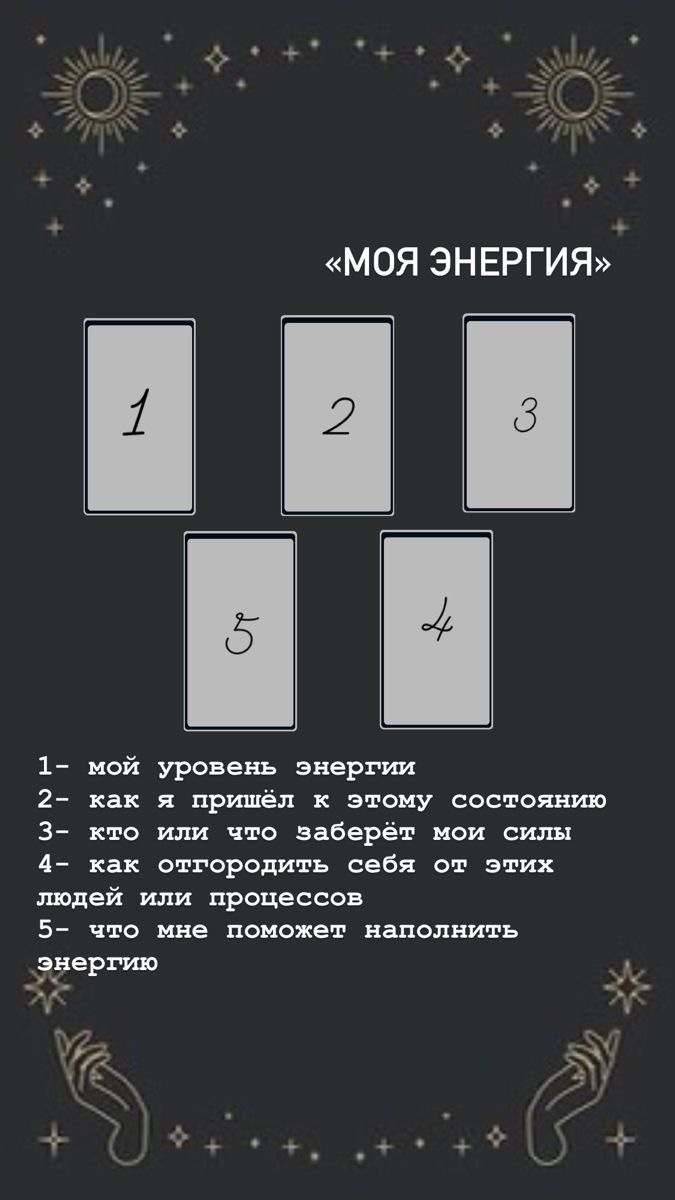 «МОЯ ЭНЕРГИЯ»
1
2
3
5
4
1- мой уровень энергии
2- как я пришёл к этому состоянию
3- кто или что заберёт мои силы
4- как отгородить себя от этих
людей или процессов
5- что мне поможет наполнить
энергию